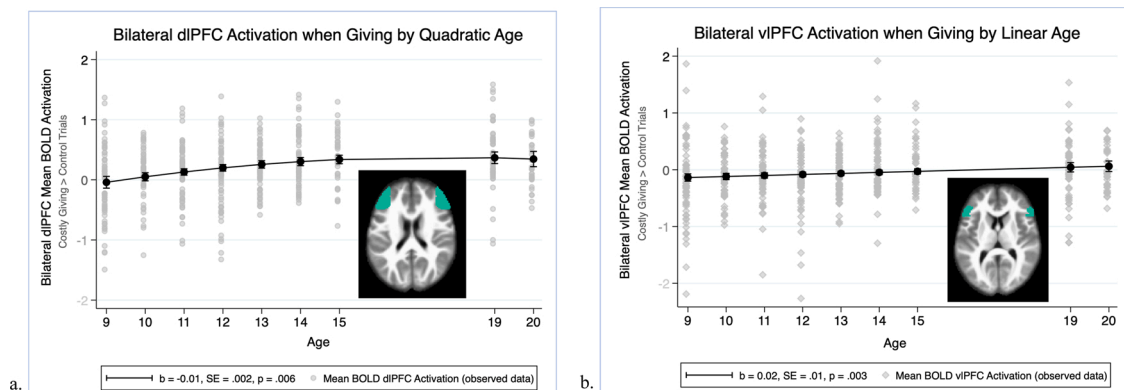 Bilateral dlPFC Activation when Giving by Quadratic Age
Bilateral dlPFC Mean BOLD Activation
Costly Giving > Control Trials
2
1
0
-1
-2
9 10 11 12 13 14 15 19 20
Age
b = -0.01, SE = .002, p = .006 Mean BOLD dlPFC Activation (observed data)
a.
Bilateral vlPFC Activation when Giving by Linear Age
Bilateral vlPFC Mean BOLD Activation
Costly Giving > Control Trials
2
1
0
-1
-2
9 10 11 12 13 14 15 19 20
Age
b = 0.02, SE = .01, p = .003 Mean BOLD vlPFC Activation (observed data)
b.